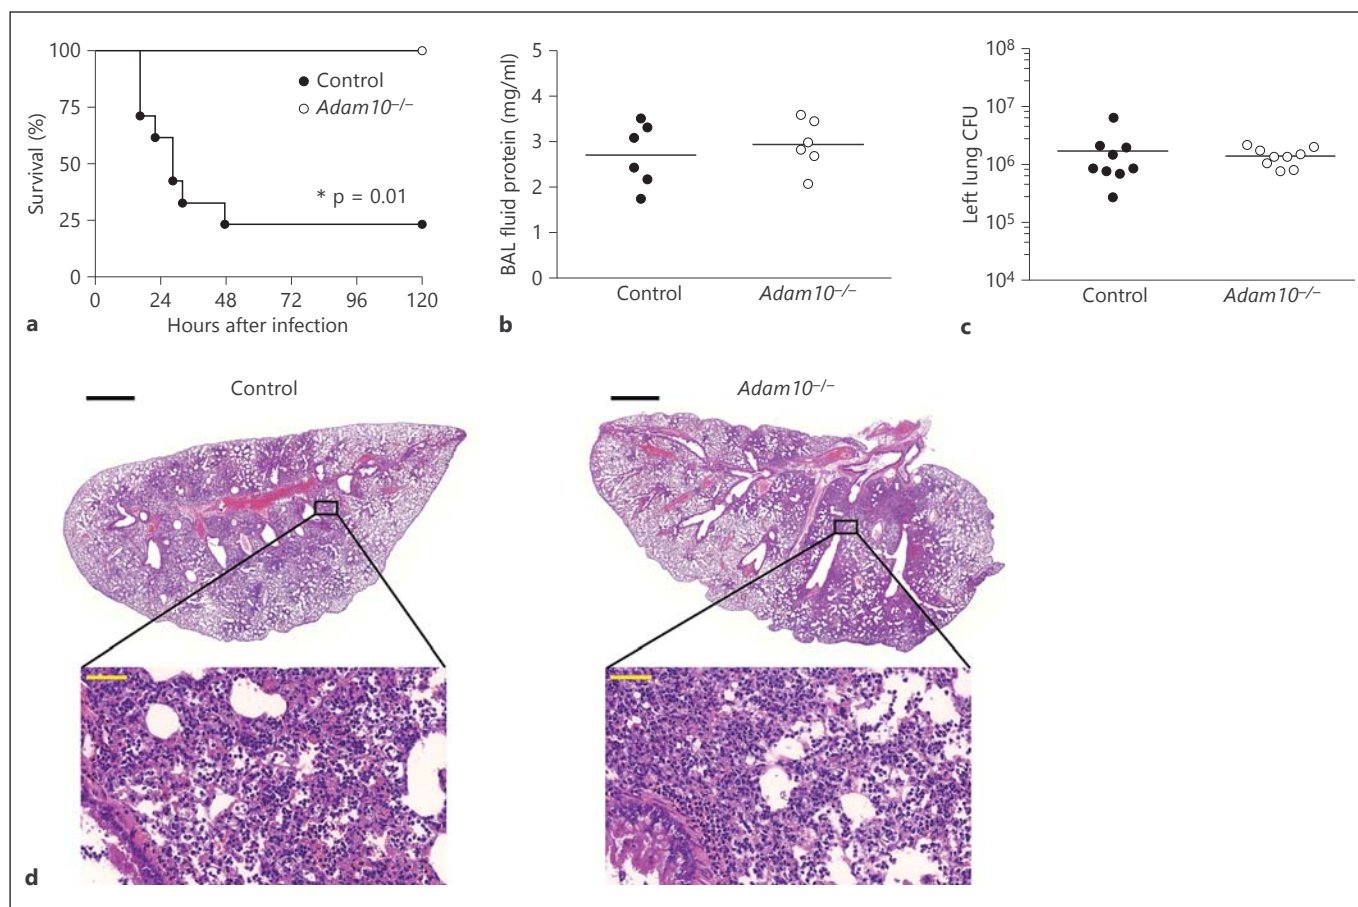 100
75
50
25
0
Survival (%)
0 24 48 72 96 120
Hours after infection
Control
Adam10–/–
* p = 0.01
a
5
4
3
2
1
0
BAL fluid protein (mg/ml)
Control Adam10–/–
b
10⁸
10⁷
10⁶
10⁵
10⁴
Left lung CFU
Control Adam10–/–
c
Control Adam10–/–
d